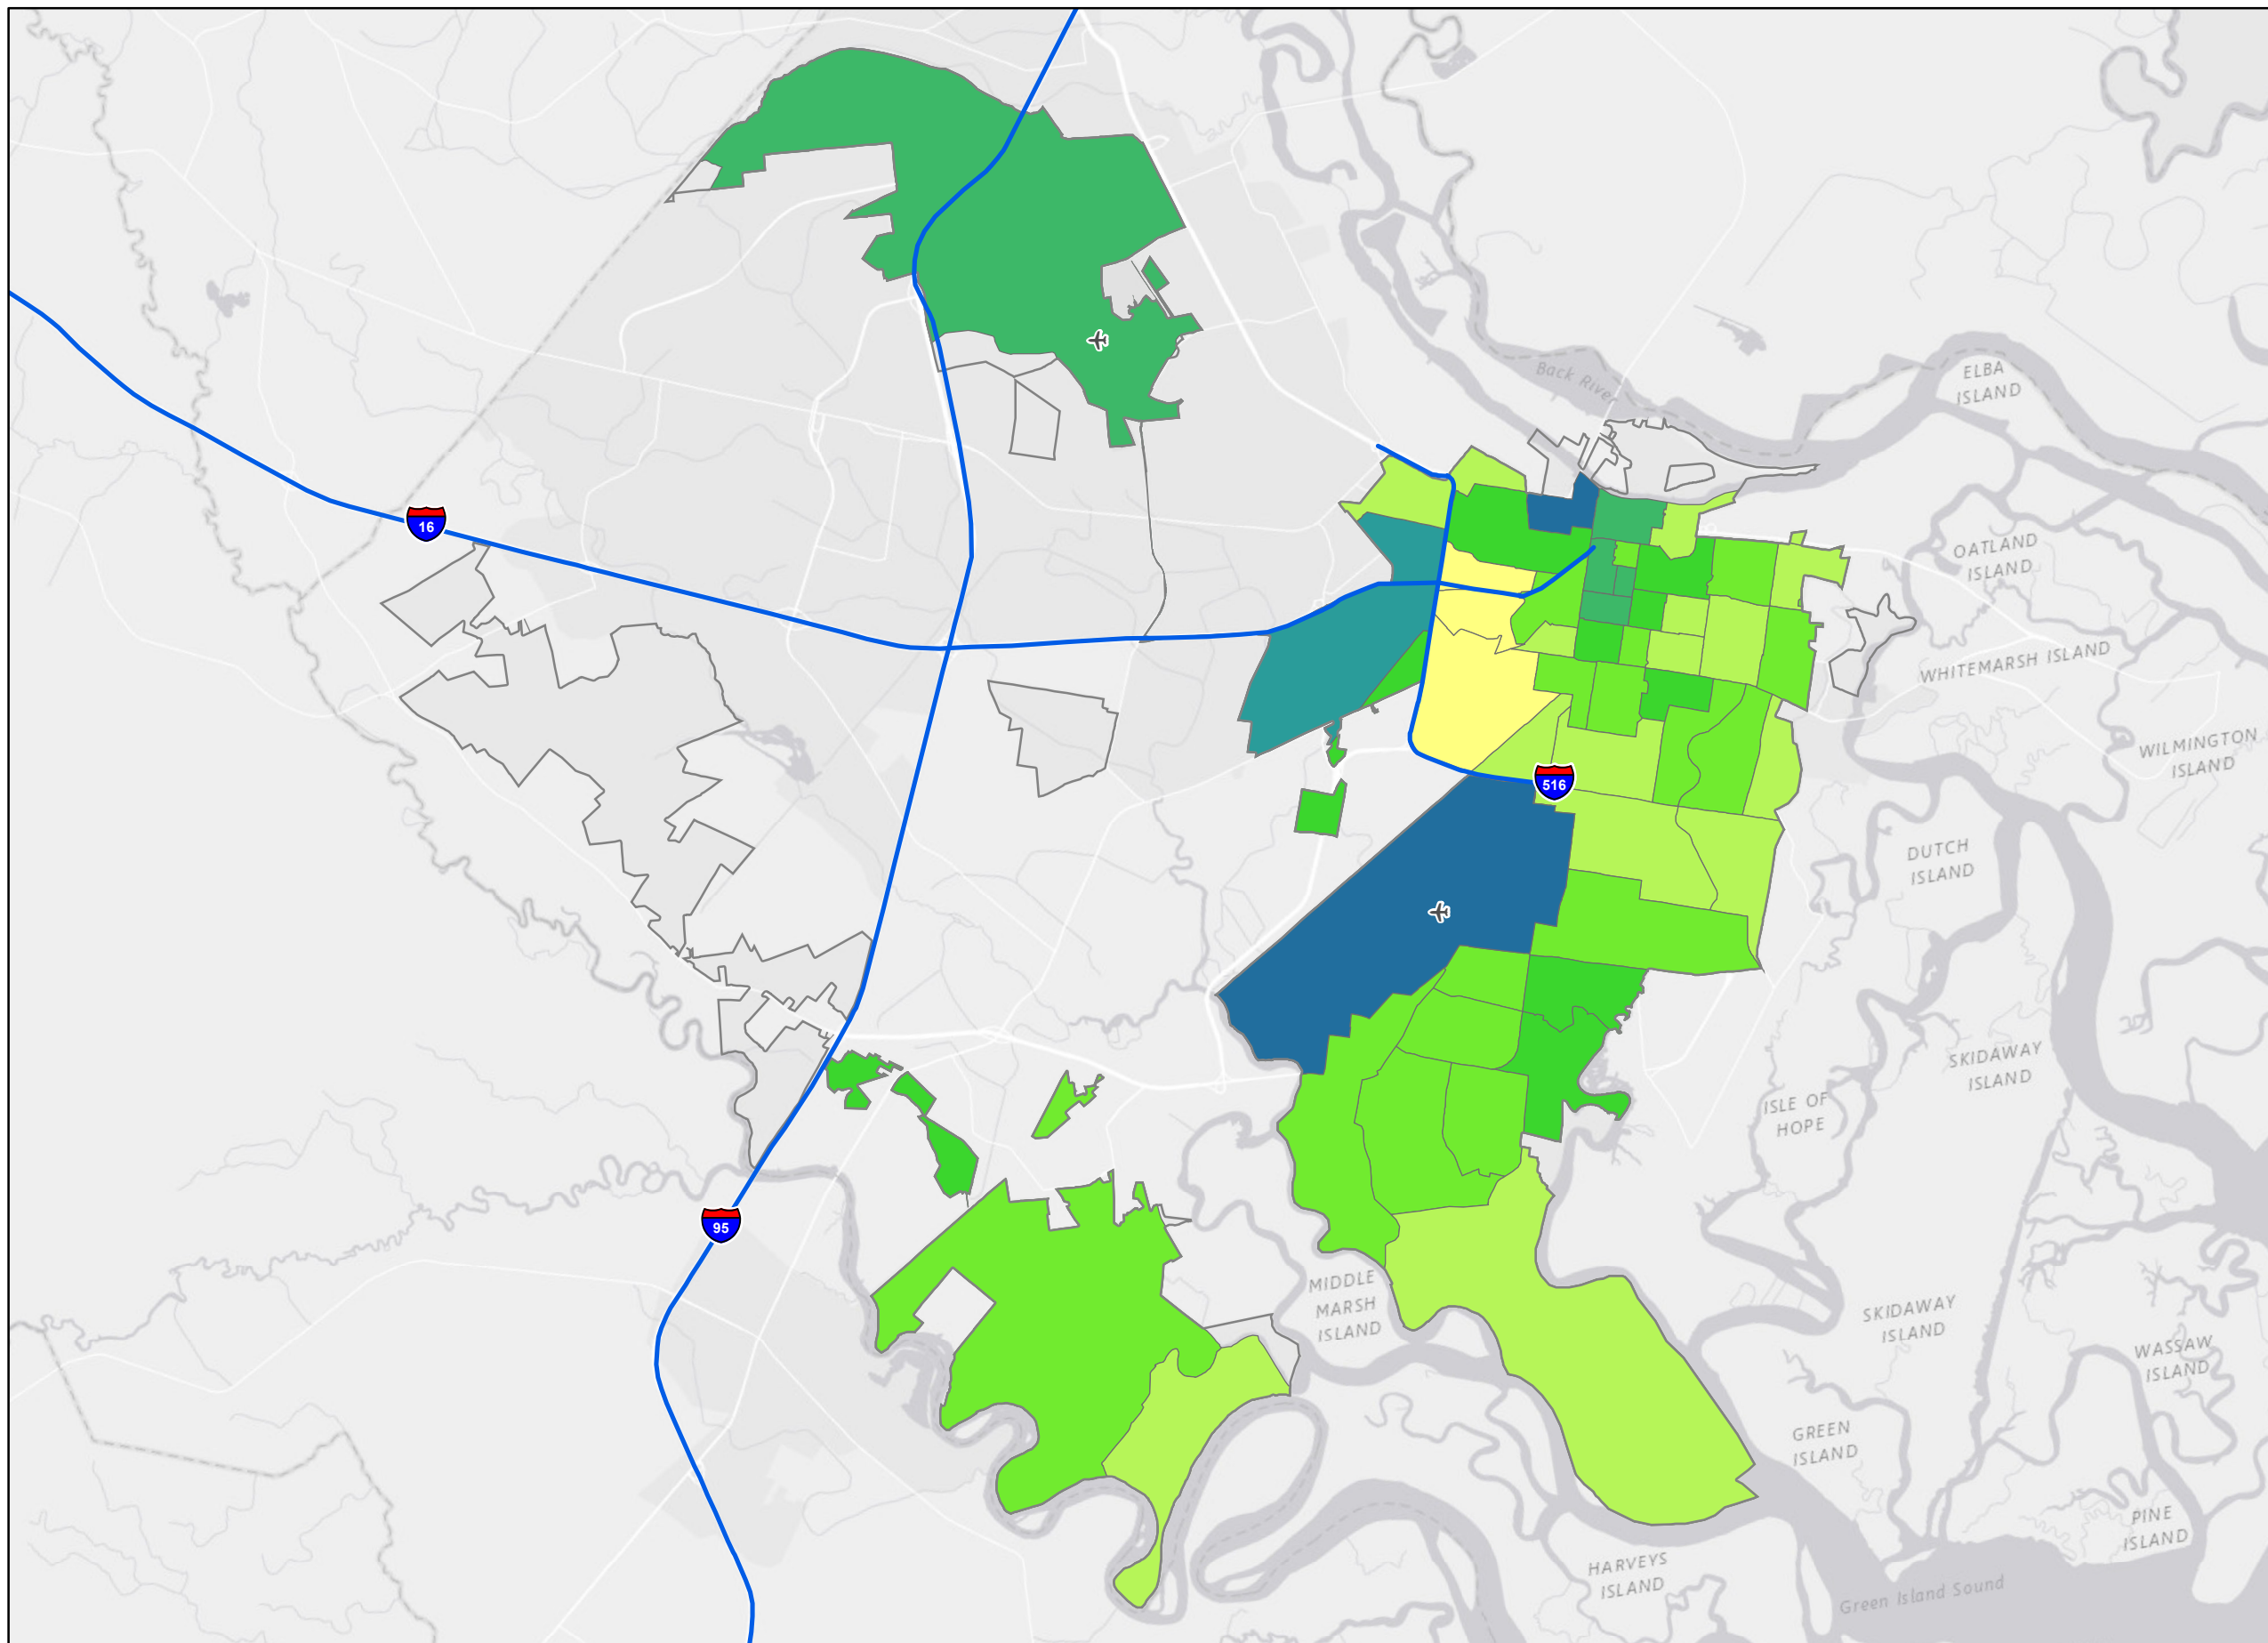 Back River
ELBA
ISLAND
16
OATLAND
ISLAND
WHITEMARSH ISLAND
WILMINGTON
ISLAND
516
DUTCH
ISLAND
SKIDAWAY
ISLAND
ISLE OF
HOPE
95
MIDDLE
MARSH
ISLAND
SKIDAWAY
ISLAND
WASSAW
ISLAND
GREEN
ISLAND
PINE
ISLAND
HARVEYS
ISLAND
Green Island Sound